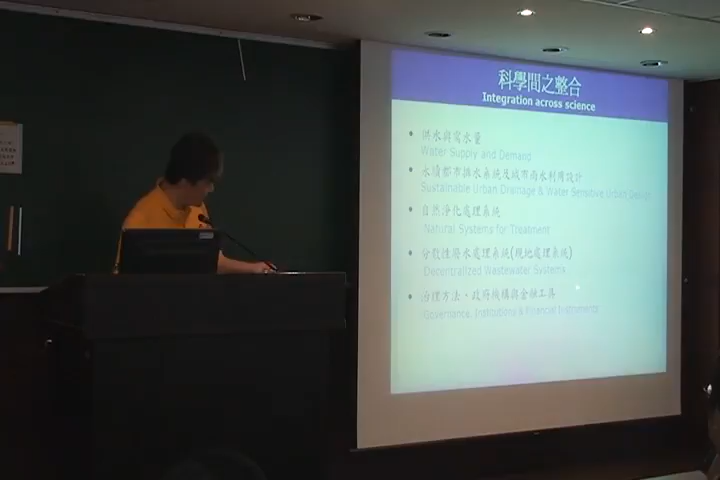 科學間之整合
Integration across science
• 供水與需水量
Water Supply and Demand
• 永續都市排水系統及城市雨水利用設計
Sustainable Urban Drainage & Water Sensitive Urban Design
• 自然淨化處理系統
Natural Systems for Treatment
• 分散性廢水處理系統(現地處理系統)
Decentralized Wastewater Systems
• 治理方法、政府機構與金融工具
Governance, Institutions & Financial Instruments